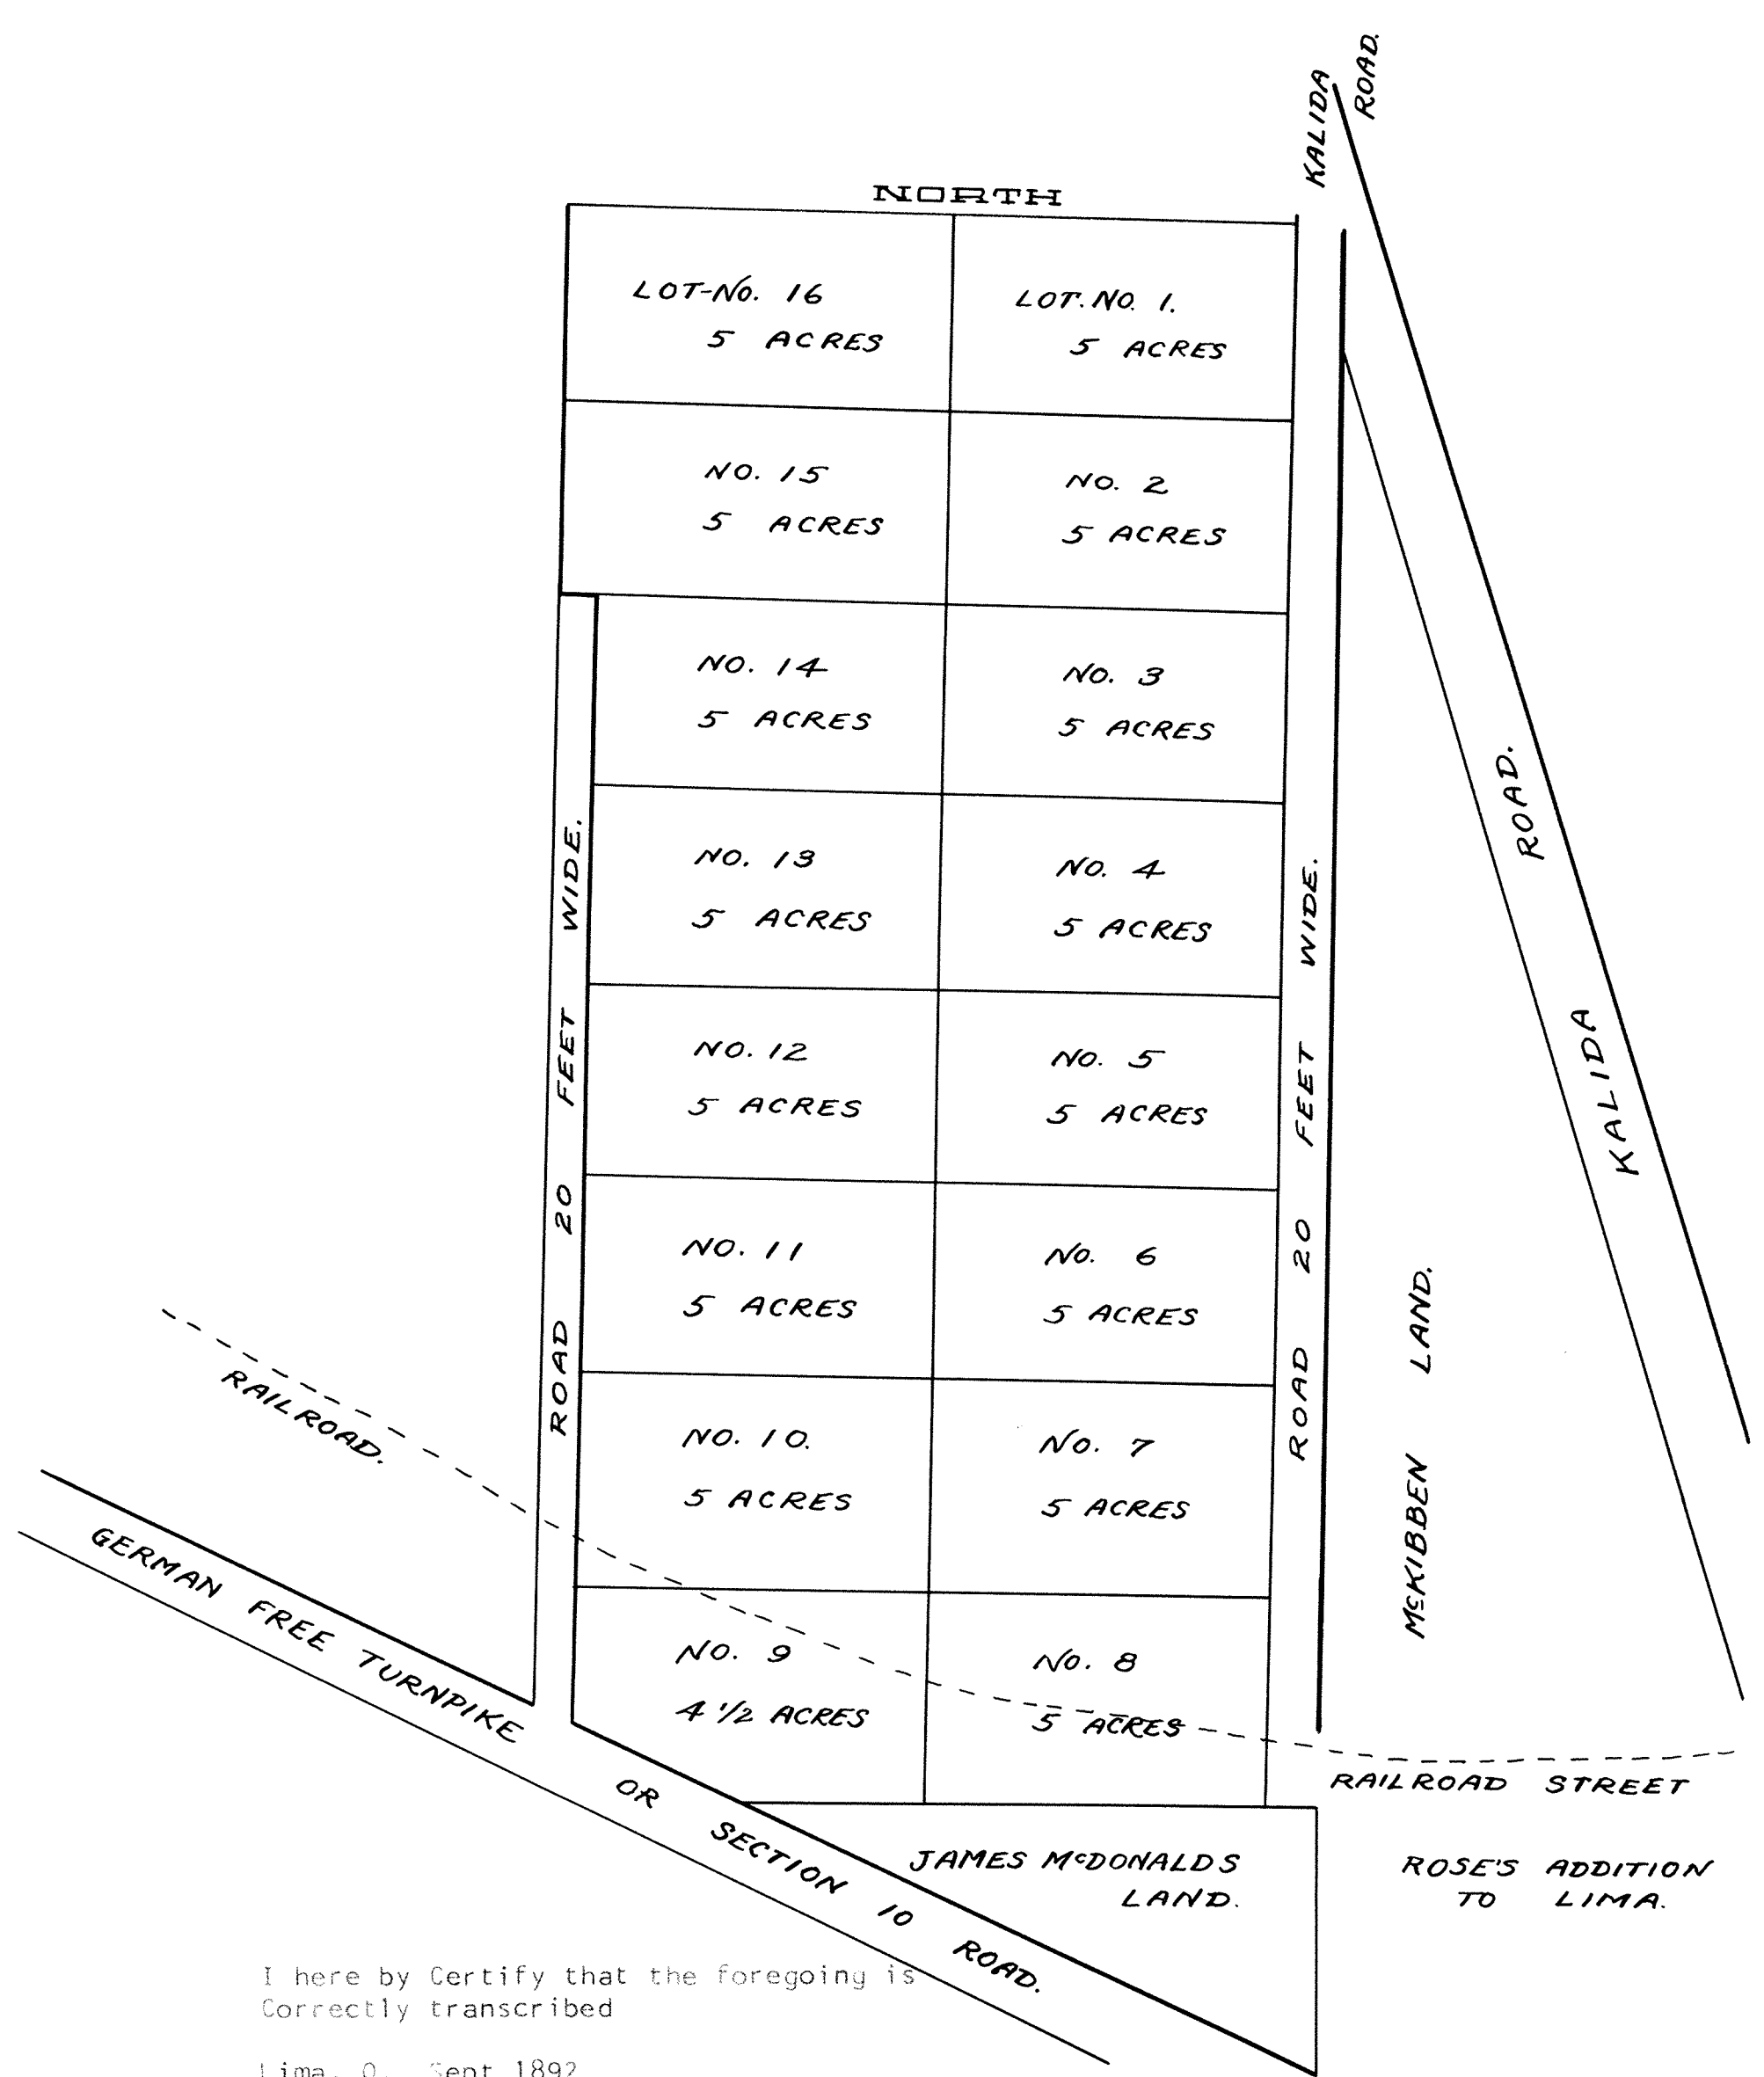 KALIDA
ROAD.
NORTH
LOT-NO. 16
5 ACRES
LOT. NO. 1.
5 ACRES
NO. 15
5 ACRES
NO. 2
5 ACRES
NO. 14
5 ACRES
NO. 3
5 ACRES
NO. 13
5 ACRES
NO. 4
5 ACRES
NO. 12
5 ACRES
NO. 5
5 ACRES
NO. 11
5 ACRES
NO. 6
5 ACRES
NO. 10.
5 ACRES
NO. 7
5 ACRES
NO. 9
4 1/2 ACRES
NO. 8
5 ACRES
ROAD 20 FEET WIDE.
ROAD 20 FEET WIDE.
KALIDA ROAD.
McKIBBEN LAND.
RAILROAD.
GERMAN FREE TURNPIKE OR SECTION 10 ROAD.
RAILROAD STREET
JAMES McDONALDS
LAND.
ROSE'S ADDITION
TO LIMA.
I here by Certify that the foregoing is
Correctly transcribed
Lima, O. Sept 1892